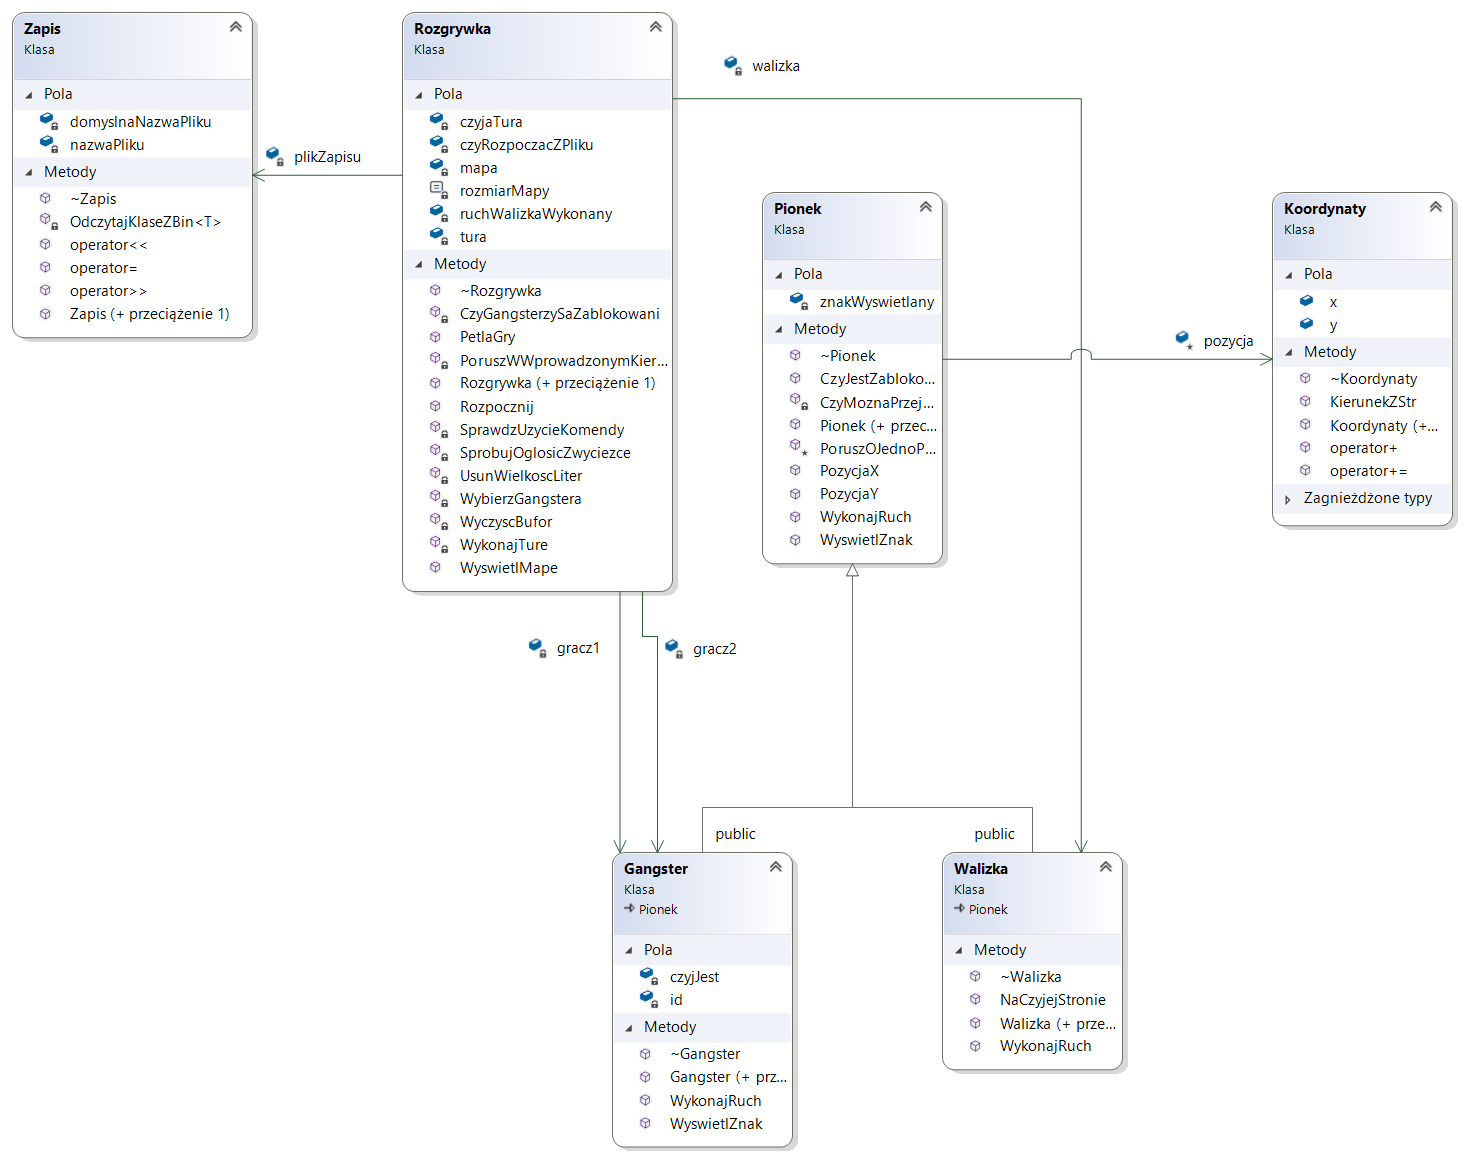 Zapis
Klasa
Pola
domyslnaNazwaPliku
nazwaPliku
Metody
~Zapis
OdczytajKlaseZBin<T>
operator<<
operator=
operator>>
Zapis (+ przeciążenie 1)
plikZapisu
Rozgrywka
Klasa
Pola
czyjaTura
czyRozpoczacZPliku
mapa
rozmiarMapy
ruchWalizkaWykonany
tura
Metody
~Rozgrywka
CzyGangsterzySaZablokowani
PetlaGry
PoruszWWprowadzonymKier...
Rozgrywka (+ przeciążenie 1)
Rozpocznij
SprawdzUzycieKomendy
SprobujOglosicZwyciezce
UsunWielkoscLiter
WybierzGangstera
WyczyscBufor
WykonajTure
WyswietlMape
walizka
Pionek
Klasa
Pola
znakWyswietlany
Metody
~Pionek
CzyJestZabloko...
CzyMoznaPrzej...
Pionek (+ przec...
PoruszOJednoP...
PozycjaX
PozycjaY
WykonajRuch
WyswietlZnak
pozycja
Koordynaty
Klasa
Pola
x
y
Metody
~Koordynaty
KierunekZStr
Koordynaty (+...
operator+
operator+=
Zagnieżdżone typy
gracz1
gracz2
public
public
Gangster
Klasa
Pionek
Pola
czyjJest
id
Metody
~Gangster
Gangster (+ prz...
WykonajRuch
WyswietlZnak
Walizka
Klasa
Pionek
Metody
~Walizka
NaCzyjejStronie
Walizka (+ prze...
WykonajRuch